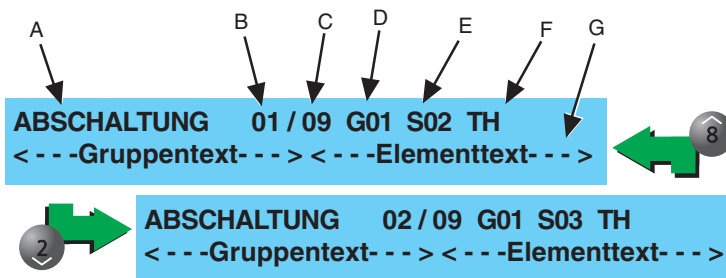 A B C D E F G
ABSCHALTUNG 01 / 09 G01 S02 TH
< - - -Gruppentext- - - > < - - -Elementtext- - - >
8
2
ABSCHALTUNG 02 / 09 G01 S03 TH
< - - -Gruppentext- - - > < - - -Elementtext- - - >